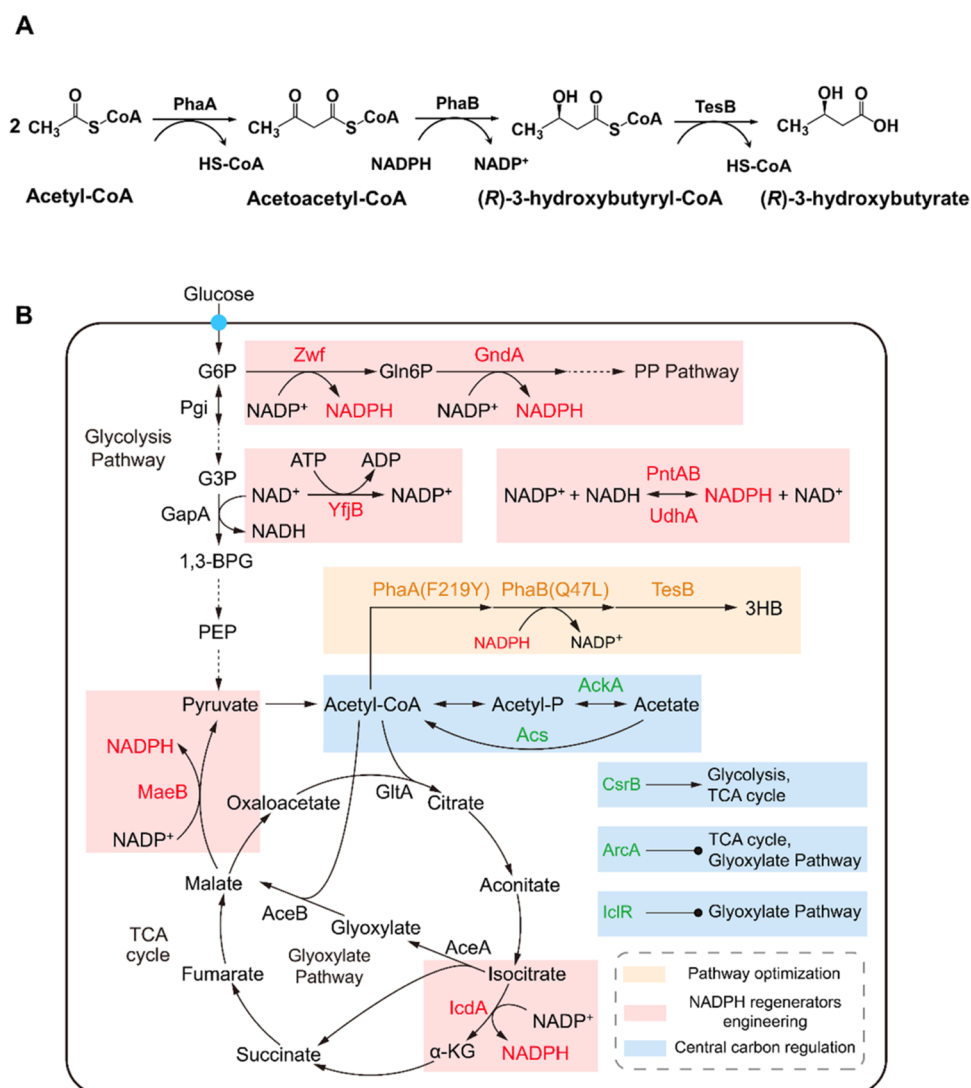 A
2 CH₃ O S CoA
PhaA
HS-CoA
Acetyl-CoA
CH₃ O O S CoA
PhaB
NADPH NADP⁺
Acetoacetyl-CoA
CH₃ OH O S CoA
TesB
HS-CoA
(R)-3-hydroxybutyryl-CoA
CH₃ OH O OH
(R)-3-hydroxybutyrate
B
Glucose
G6P
Zwf
Gln6P
GndA
PP Pathway
NADP⁺ NADPH
NADP⁺ NADPH
Pgi
Glycolysis
Pathway
G3P
GapA
ATP ADP
NAD⁺
YfjB
NADP⁺
NADH
PntAB
NADP⁺ + NADH NADPH + NAD⁺
UdhA
1,3-BPG
PEP
PhaA(F219Y) PhaB(Q47L) TesB
3HB
NADPH NADP⁺
Pyruvate
Acetyl-CoA
Acetyl-P
AckA
Acetate
Acs
NADPH
MaeB
NADP⁺
Oxaloacetate
GltA
Citrate
Aconitate
Malate
AceB
Glyoxylate
AceA
Isocitrate
TCA
cycle
Glyoxylate
Pathway
Fumarate
IcdA
NADP⁺
NADPH
α-KG
Succinate
CsrB
Glycolysis,
TCA cycle
ArcA
TCA cycle,
Glyoxylate Pathway
IclR
Glyoxylate Pathway
Pathway optimization
NADPH regenerators
engineering
Central carbon regulation